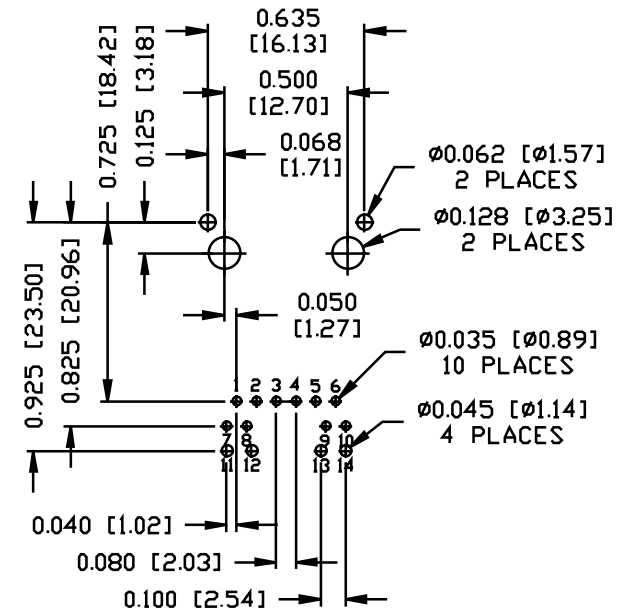 0.635
[16.13]
0.500
[12.70]
0.068
[1.71]
0.725 [18.42]
0.125 [3.18]
ø0.062 [ø1.57]
2 PLACES
ø0.128 [ø3.25]
2 PLACES
0.925 [23.50]
0.825 [20.96]
0.050
[1.27]
ø0.035 [ø0.89]
10 PLACES
1 2 3 4 5 6
ø0.045 [ø1.14]
4 PLACES
7 8 9 10
11 12 13 14
0.040 [1.02]
0.080 [2.03]
0.100 [2.54]